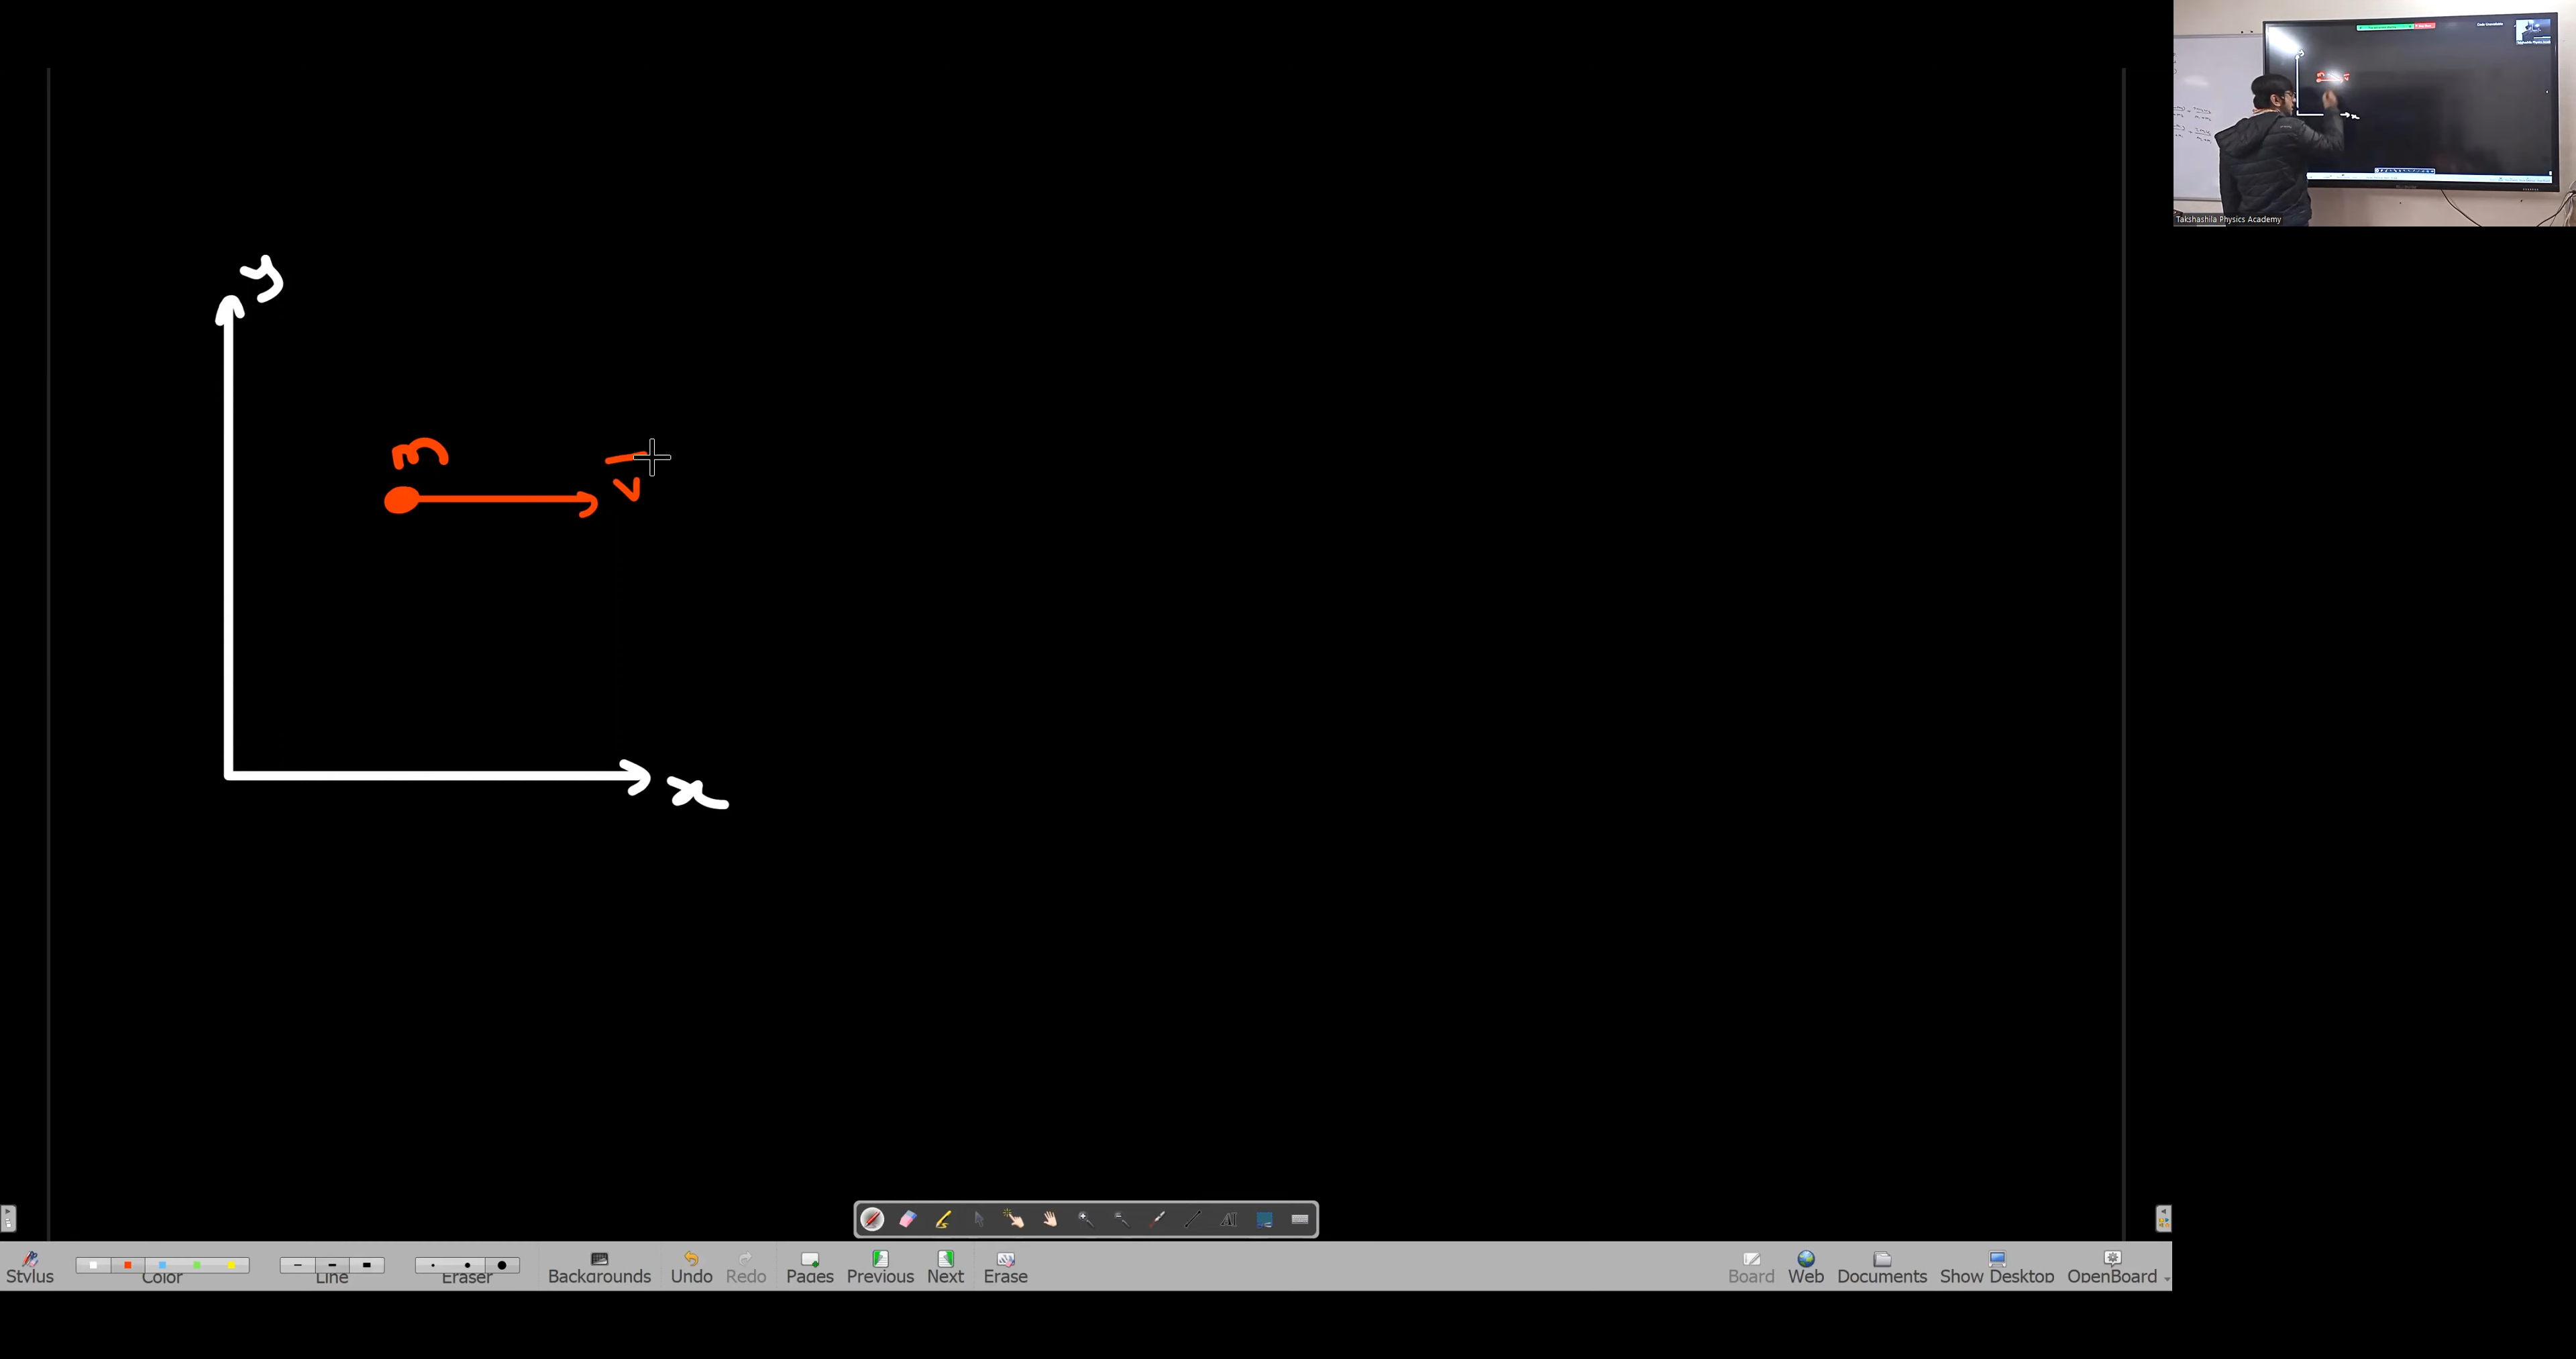 Takshashila Physics Academy
y
m
v
x
Stylus Color Line Eraser Backgrounds Undo Redo Pages Previous Next Erase Board Web Documents Show Desktop OpenBoard